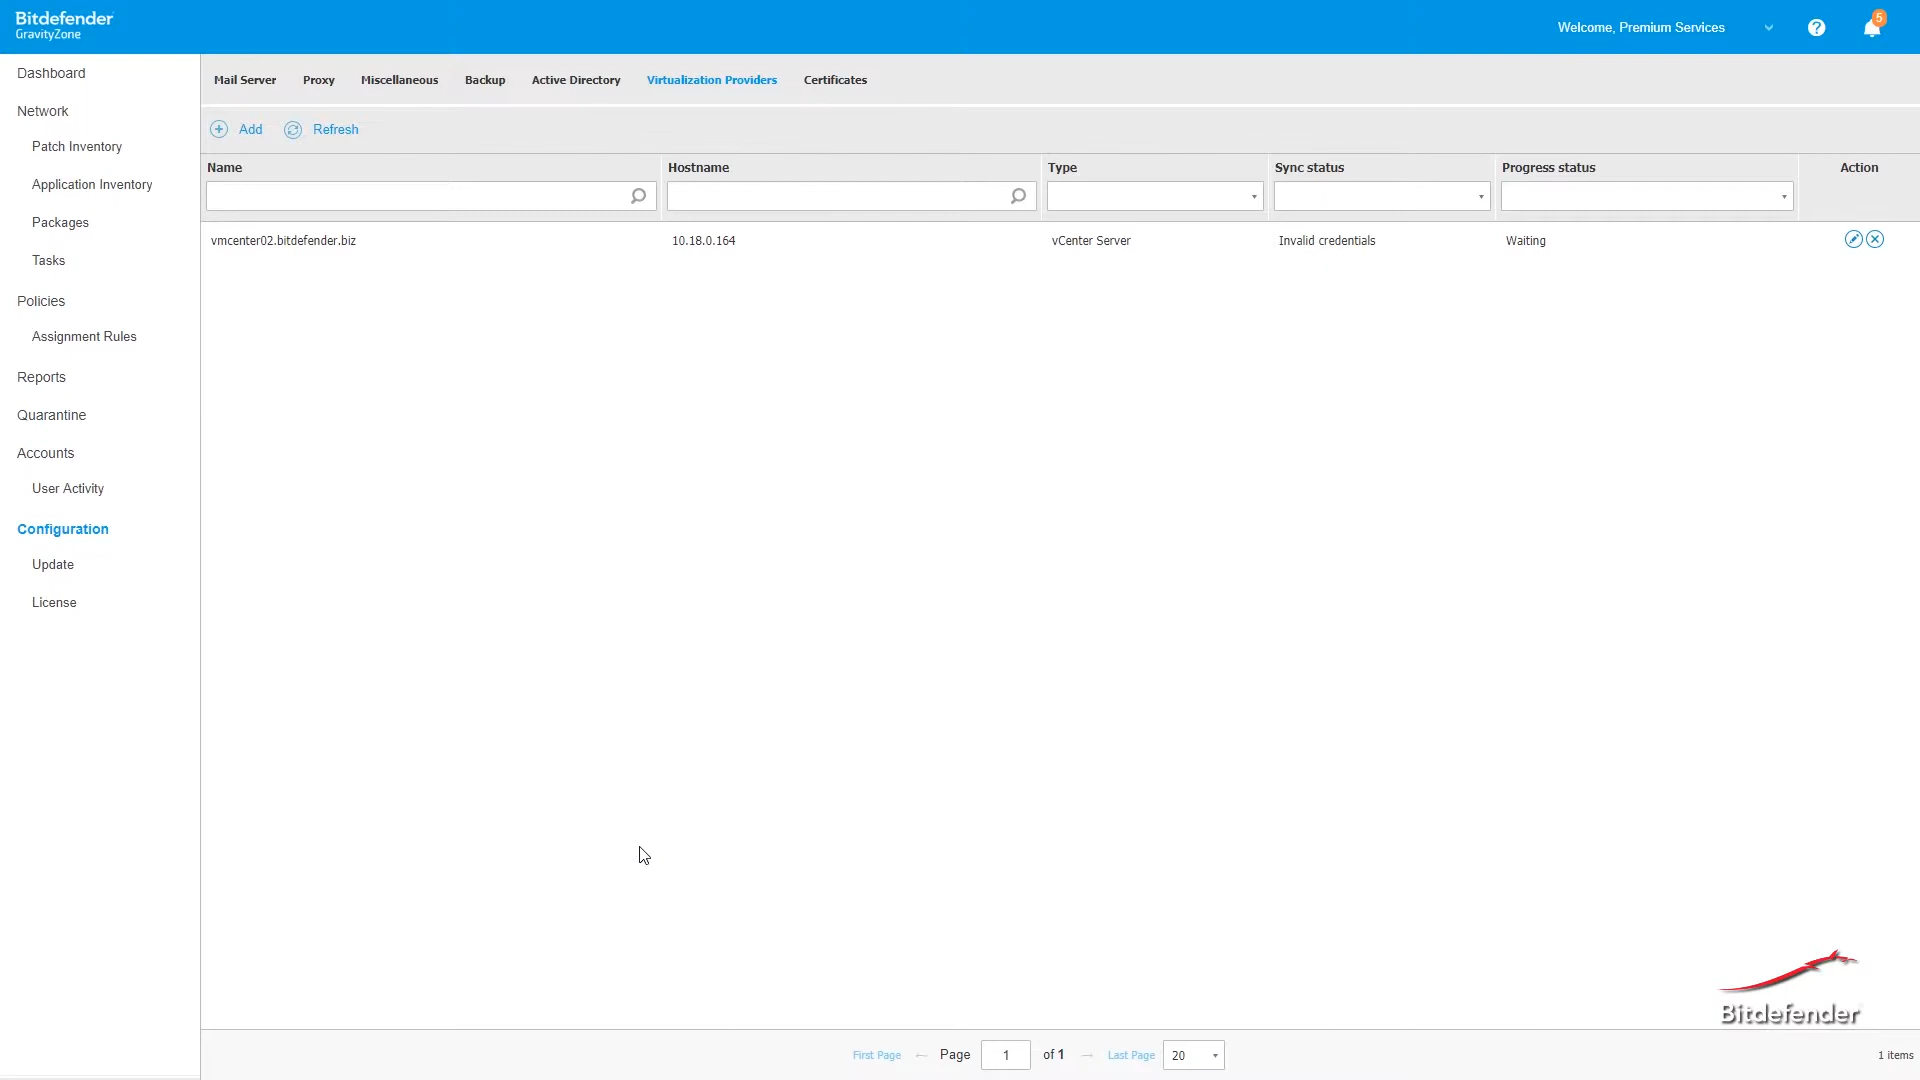 Bitdefender
GravityZone
Welcome, Premium Services
5
Dashboard
Network
Patch Inventory
Application Inventory
Packages
Tasks
Policies
Assignment Rules
Reports
Quarantine
Accounts
User Activity
Configuration
Update
License
Mail Server Proxy Miscellaneous Backup Active Directory Virtualization Providers Certificates
Add Refresh
Name Hostname Type Sync status Progress status Action
vmcenter02.bitdefender.biz 10.18.0.164 vCenter Server Invalid credentials Waiting
Bitdefender
First Page ← Page 1 of 1 → Last Page 20 1 items